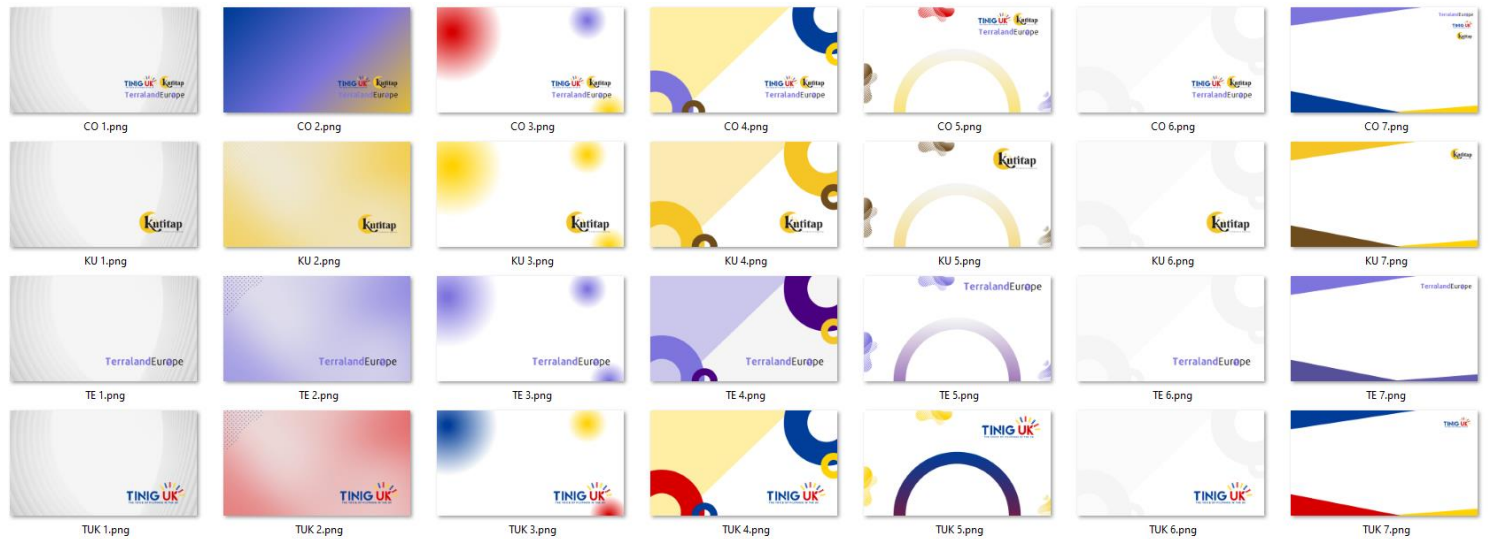 TINIG UK Kutitap TINIG UK Kutitap TINIG UK Kutitap TINIG UK Kutitap TINIG UK Kutitap TINIG UK Kutitap TerralandEurope
TerralandEurope TerralandEurope TerralandEurope TerralandEurope TerralandEurope TerralandEurope TINIG UK
Kutitap
CO 1.png CO 2.png CO 3.png CO 4.png CO 5.png CO 6.png CO 7.png
Kutitap Kutitap Kutitap Kutitap Kutitap Kutitap Kutitap
KU 1.png KU 2.png KU 3.png KU 4.png KU 5.png KU 6.png KU 7.png
TerralandEurope TerralandEurope TerralandEurope TerralandEurope TerralandEurope TerralandEurope TerralandEurope
TE 1.png TE 2.png TE 3.png TE 4.png TE 5.png TE 6.png TE 7.png
TINIG UK TINIG UK TINIG UK TINIG UK TINIG UK TINIG UK TINIG UK
TUK 1.png TUK 2.png TUK 3.png TUK 4.png TUK 5.png TUK 6.png TUK 7.png